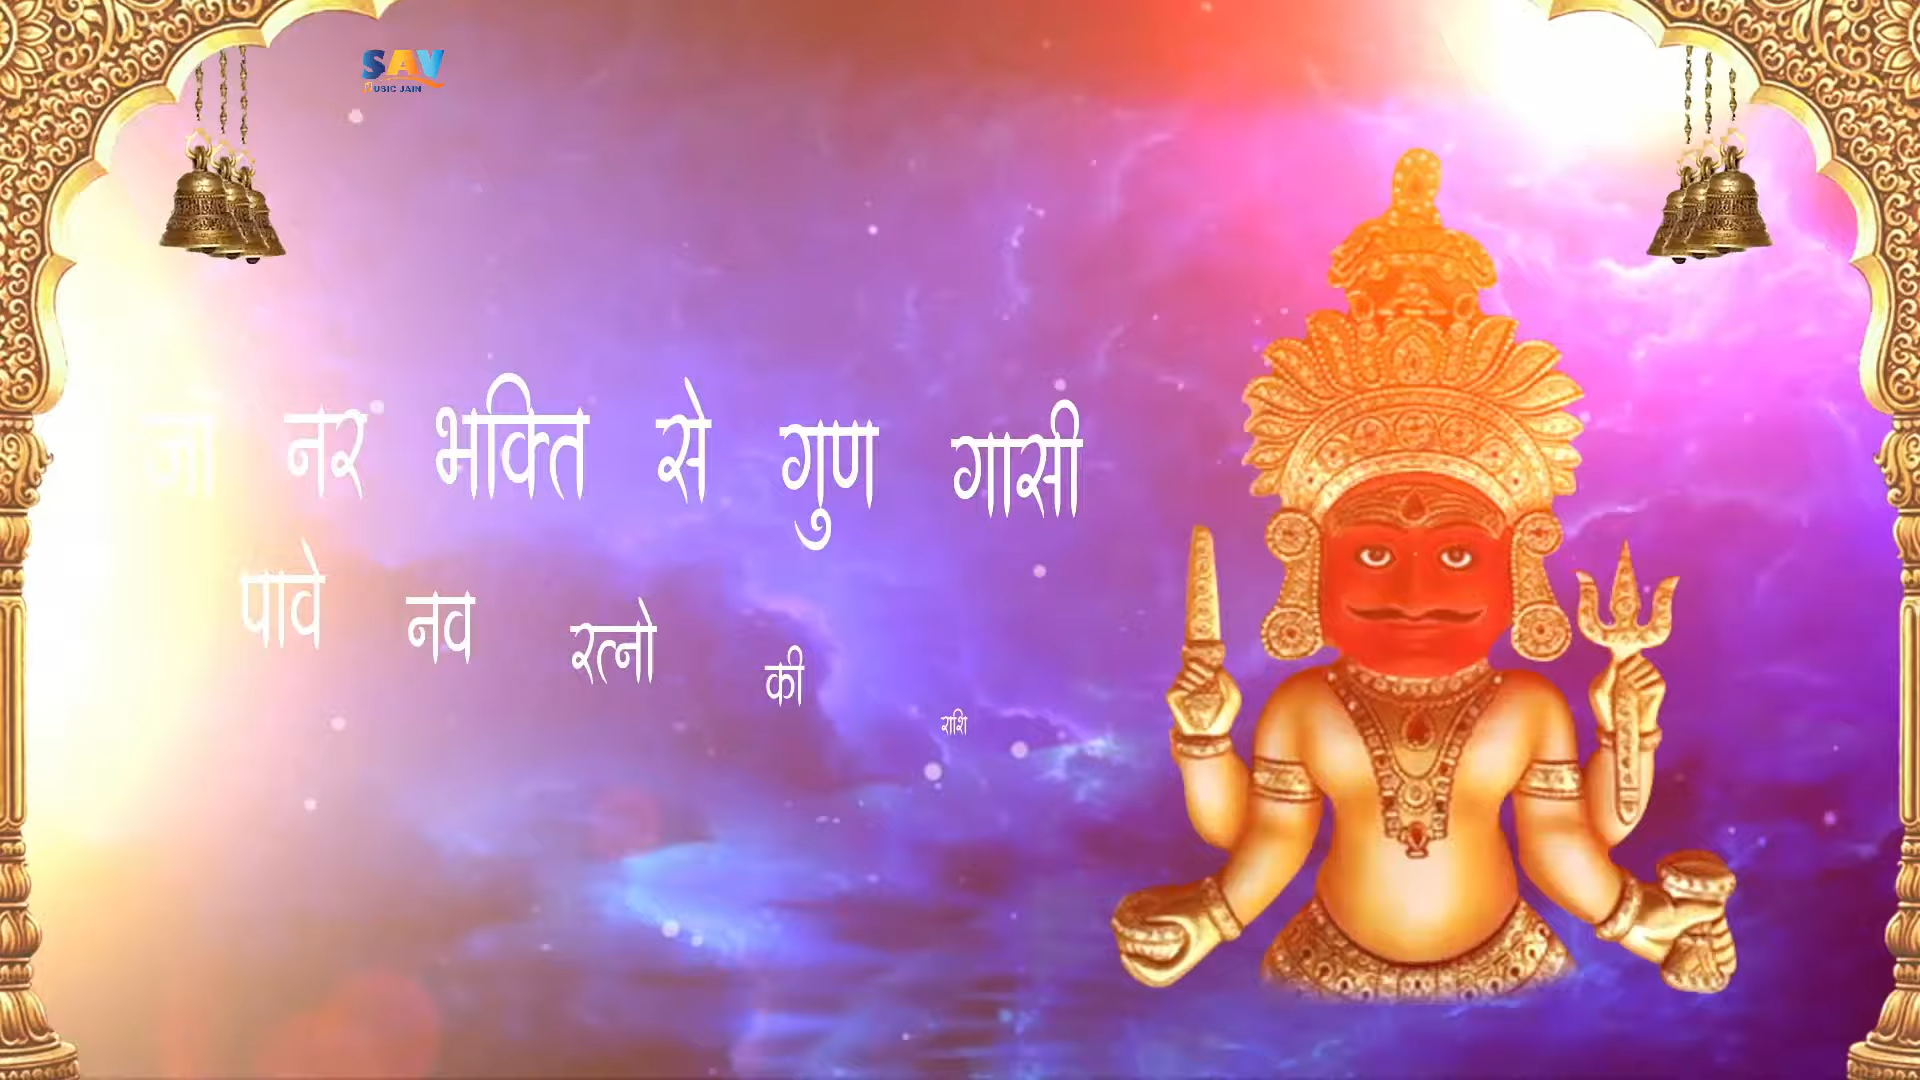 SAV
MUSIC JAIN
जो नर भक्ति से गुण गासी
पावे नव रत्नो की राशि